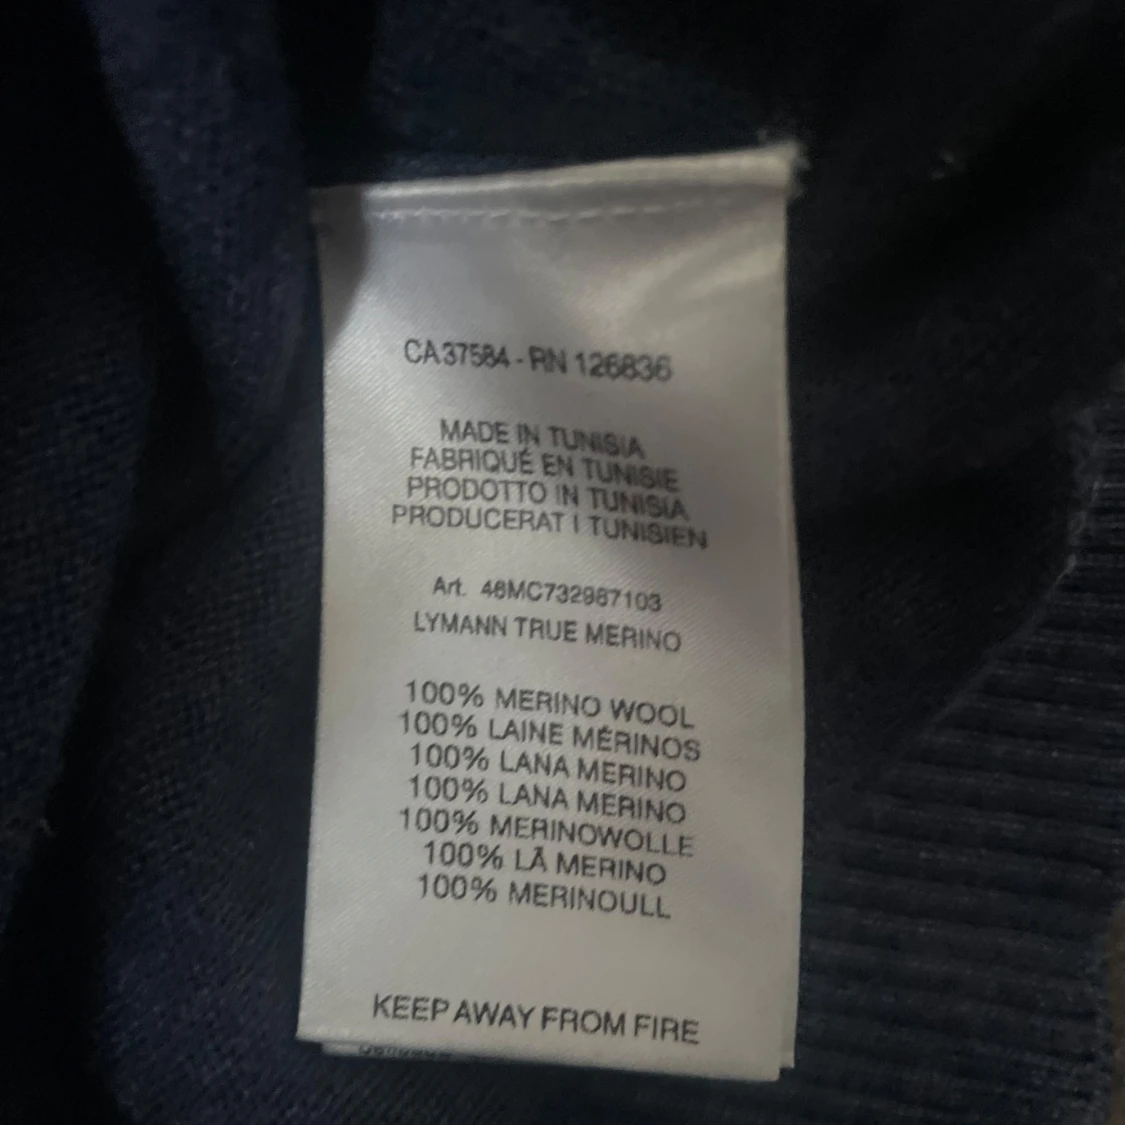 CA 37584 - RN 126836
MADE IN TUNISIA
FABRIQUÉ EN TUNISIE
PRODOTTO IN TUNISIA
PRODUCERAT I TUNISIEN
Art. 48MC732987103
LYMANN TRUE MERINO
100% MERINO WOOL
100% LAINE MÉRINOS
100% LANA MERINO
100% LANA MERINO
100% MERINOWOLLE
100% LÃ MERINO
100% MERINOULL
KEEP AWAY FROM FIRE